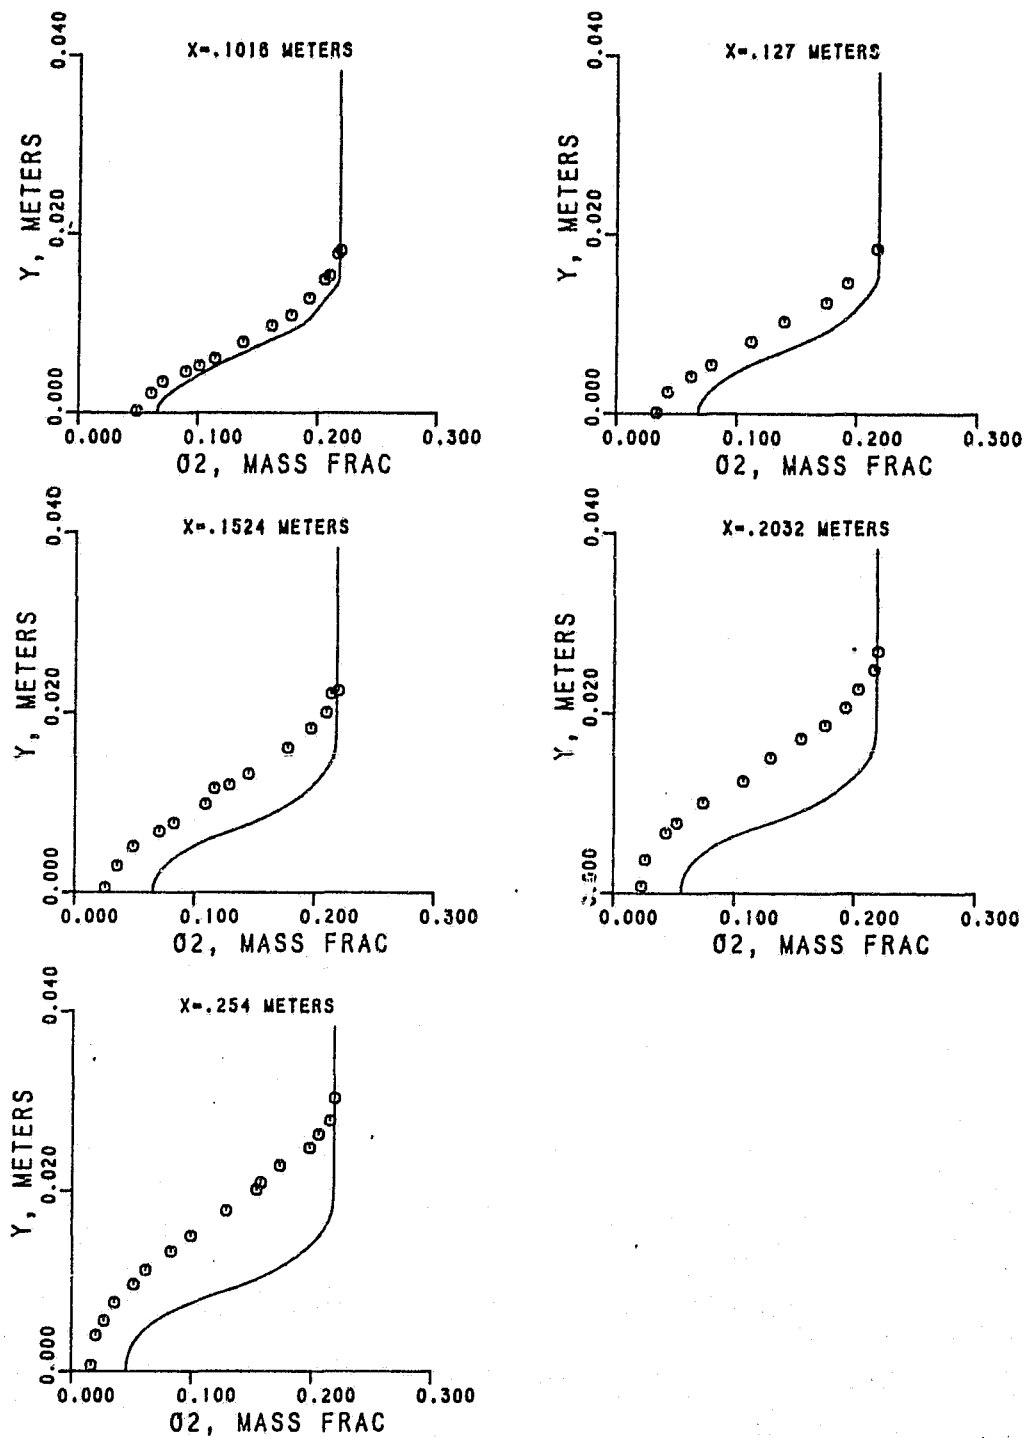 X=.1016 METERS
0.040
0.020
0.000
Y, METERS
0.000 0.100 0.200 0.300
O2, MASS FRAC
X=.127 METERS
0.040
0.020
0.000
Y, METERS
0.000 0.100 0.200 0.300
O2, MASS FRAC
X=.1524 METERS
0.040
0.020
0.000
Y, METERS
0.000 0.100 0.200 0.300
O2, MASS FRAC
X=.2032 METERS
0.040
0.020
0.000
Y, METERS
0.000 0.100 0.200 0.300
O2, MASS FRAC
X=.254 METERS
0.040
0.020
0.000
Y, METERS
0.000 0.100 0.200 0.300
O2, MASS FRAC